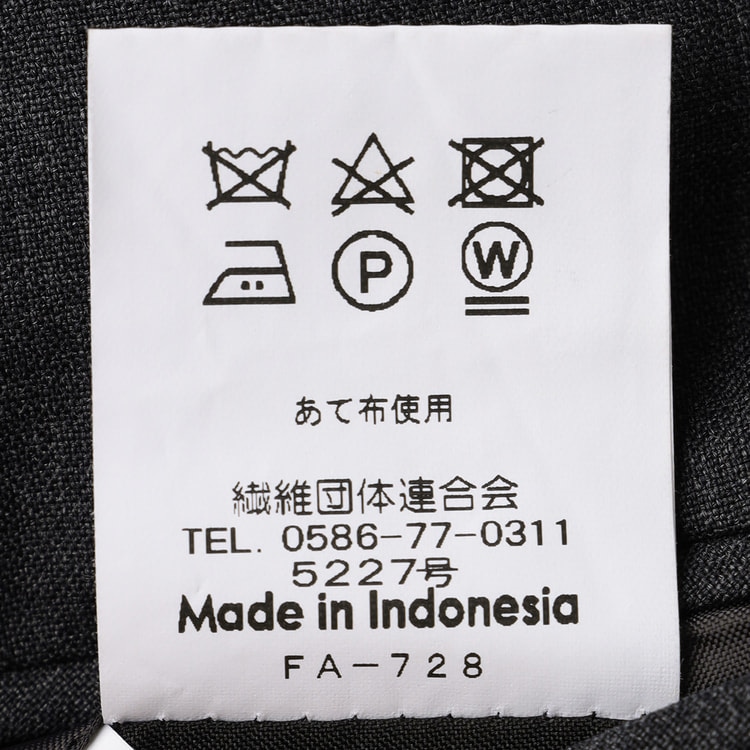 P W
あて布使用
繊維団体連合会
TEL. 0586-77-0311
5227号
Made in Indonesia
FA-728